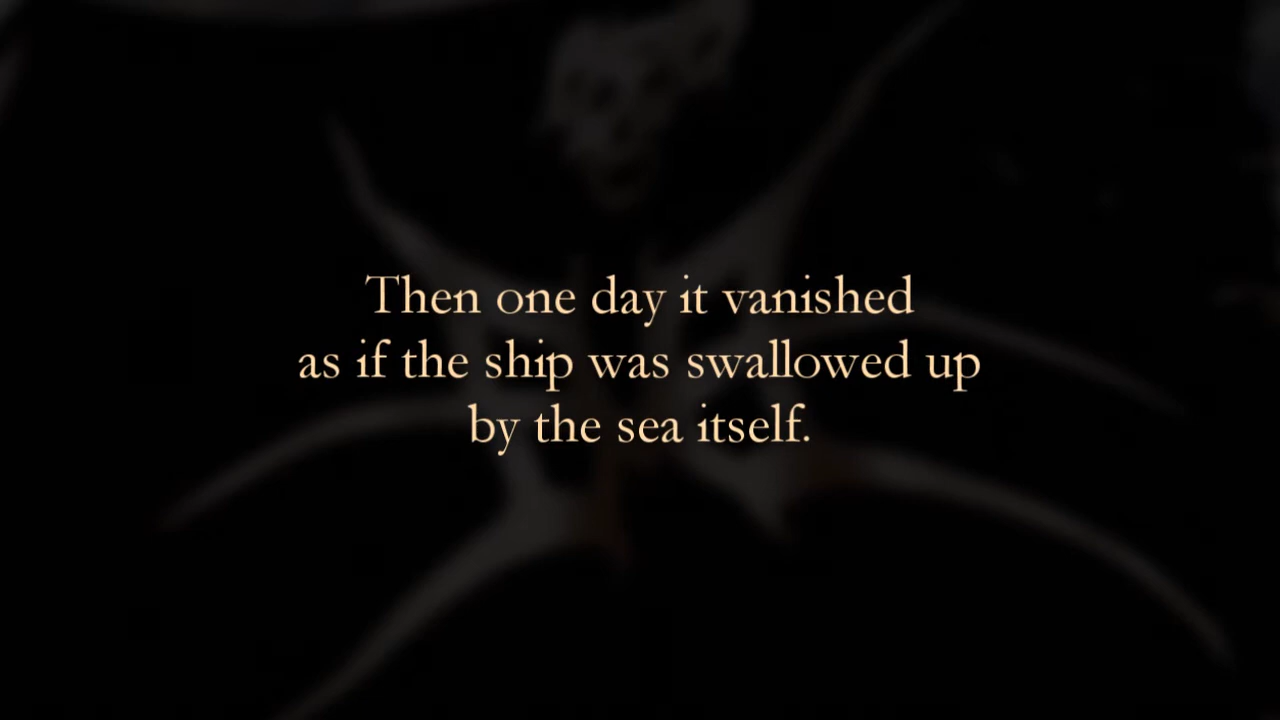 Then one day it vanished
as if the ship was swallowed up
by the sea itself.